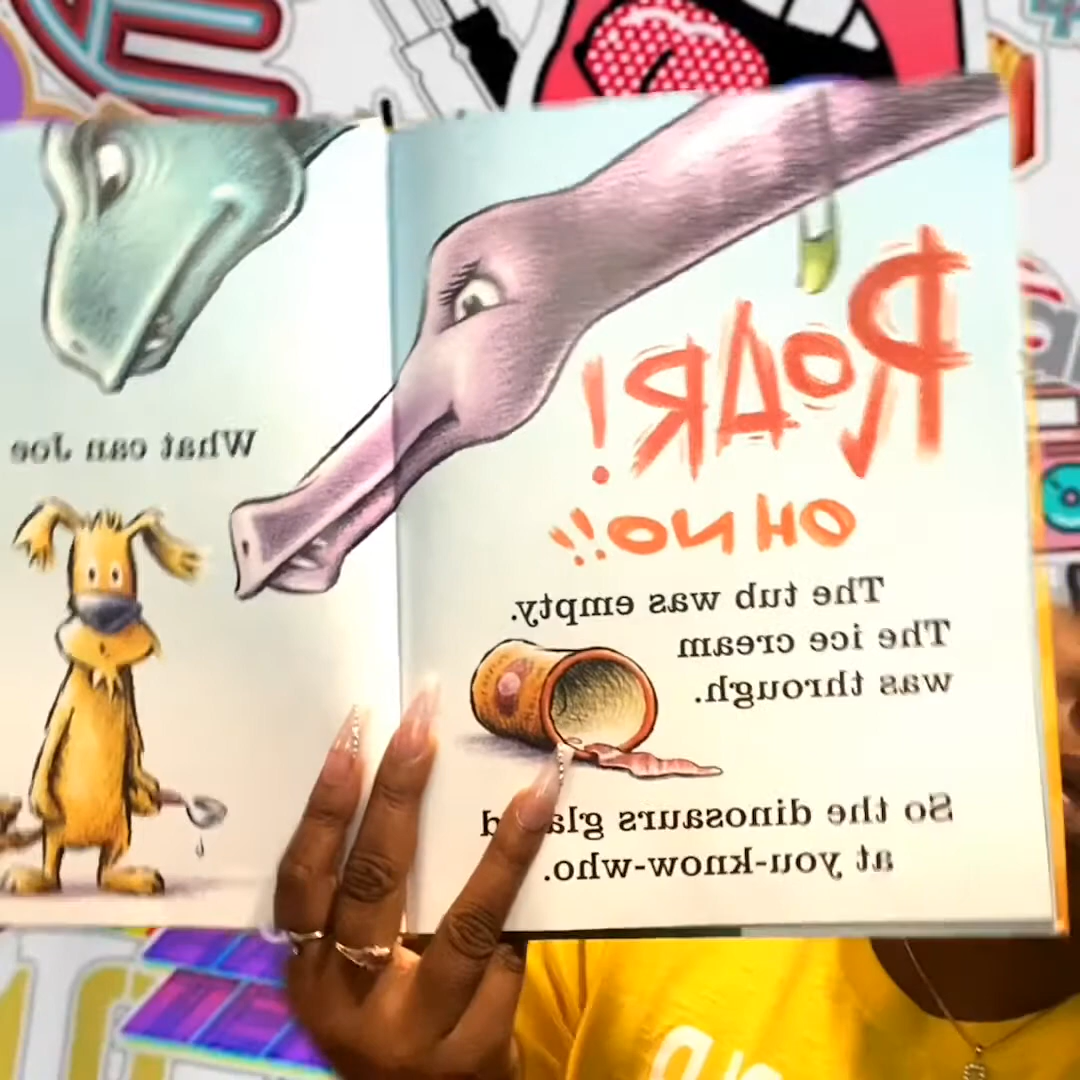 ROAR!
OH NO!!
The tub was empty.
The ice cream
was through.
So the dinosaurs
at you-know-who.
What can Joe